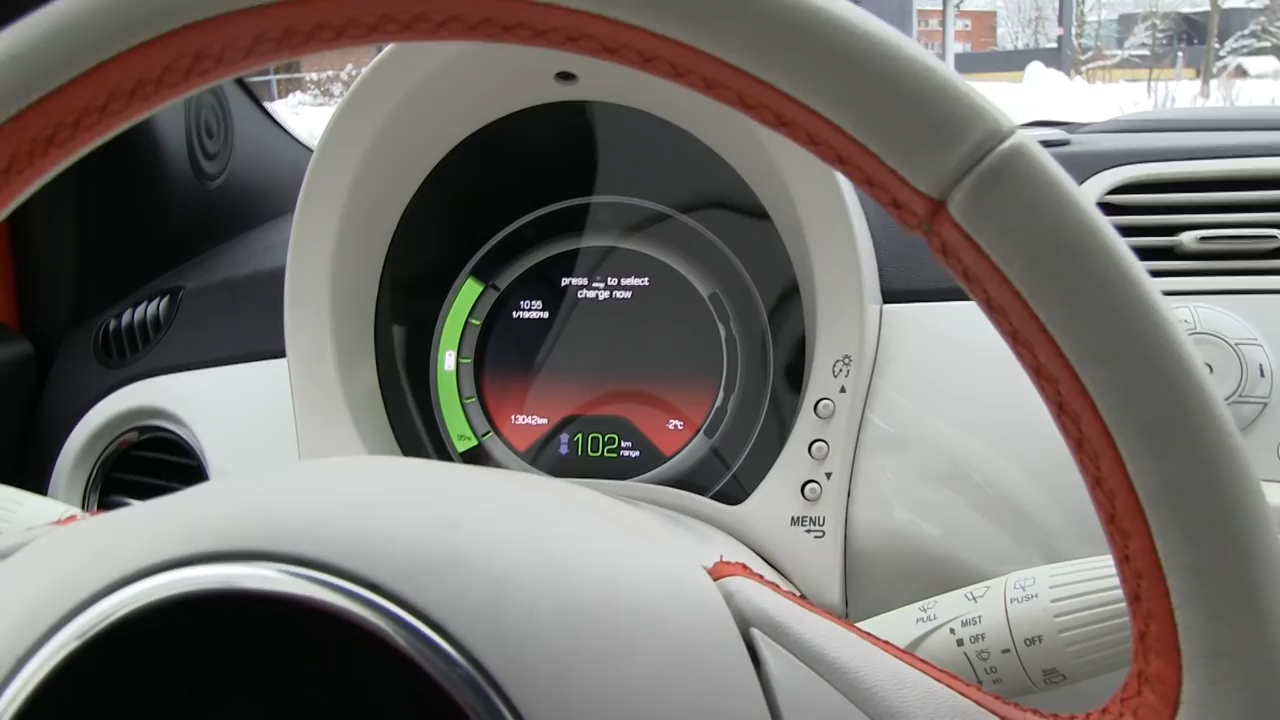 press to select
charge now
10:55
1/19/2018
13042km
-2°C
95%
102 km
range
MENU
PULL
PUSH
MIST
OFF
OFF
LO
HI